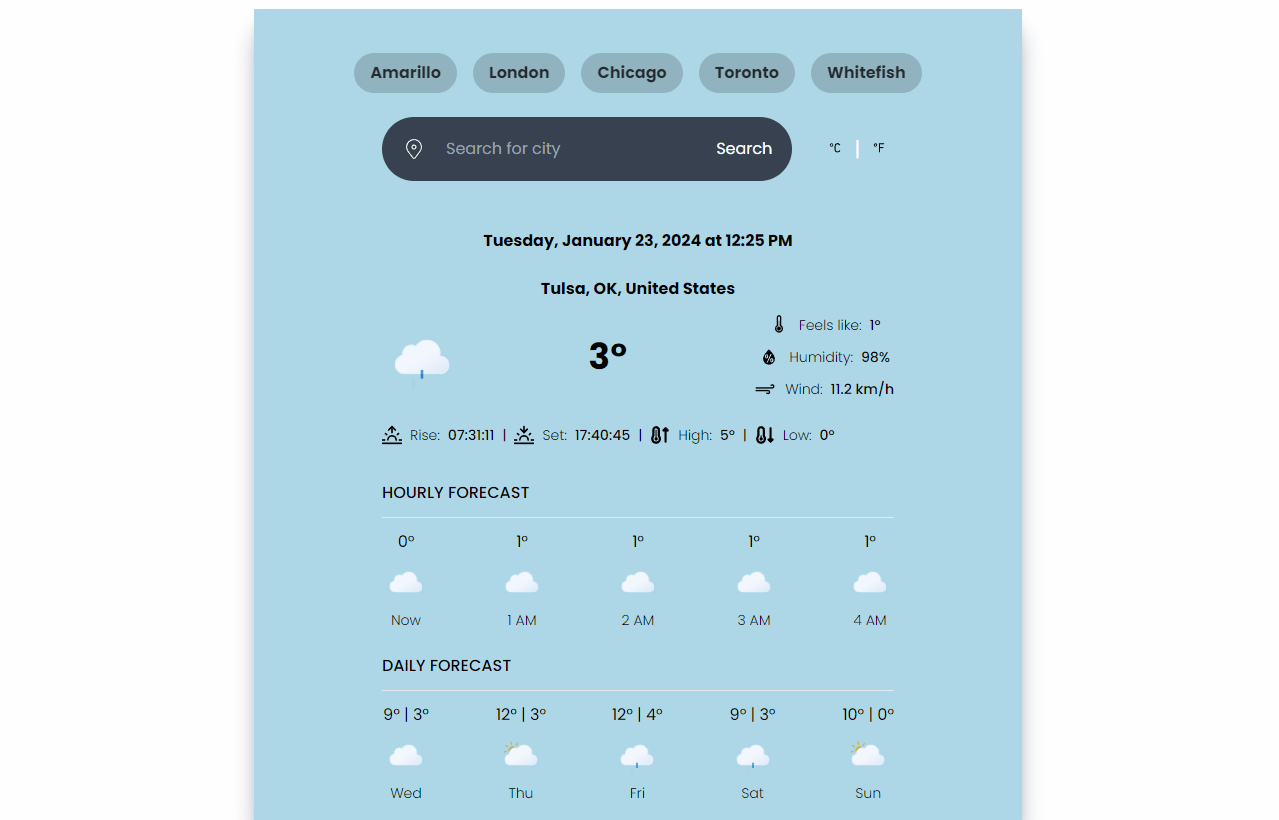 Amarillo London Chicago Toronto Whitefish
Search for city Search °C °F
Tuesday, January 23, 2024 at 12:25 PM
Tulsa, OK, United States
Feels like: 1°
3°
Humidity: 98%
Wind: 11.2 km/h
Rise: 07:31:11 | Set: 17:40:45 | High: 5° | Low: 0°
HOURLY FORECAST
0° 1° 1° 1° 1°
Now 1 AM 2 AM 3 AM 4 AM
DAILY FORECAST
9° | 3° 12° | 3° 12° | 4° 9° | 3° 10° | 0°
Wed Thu Fri Sat Sun